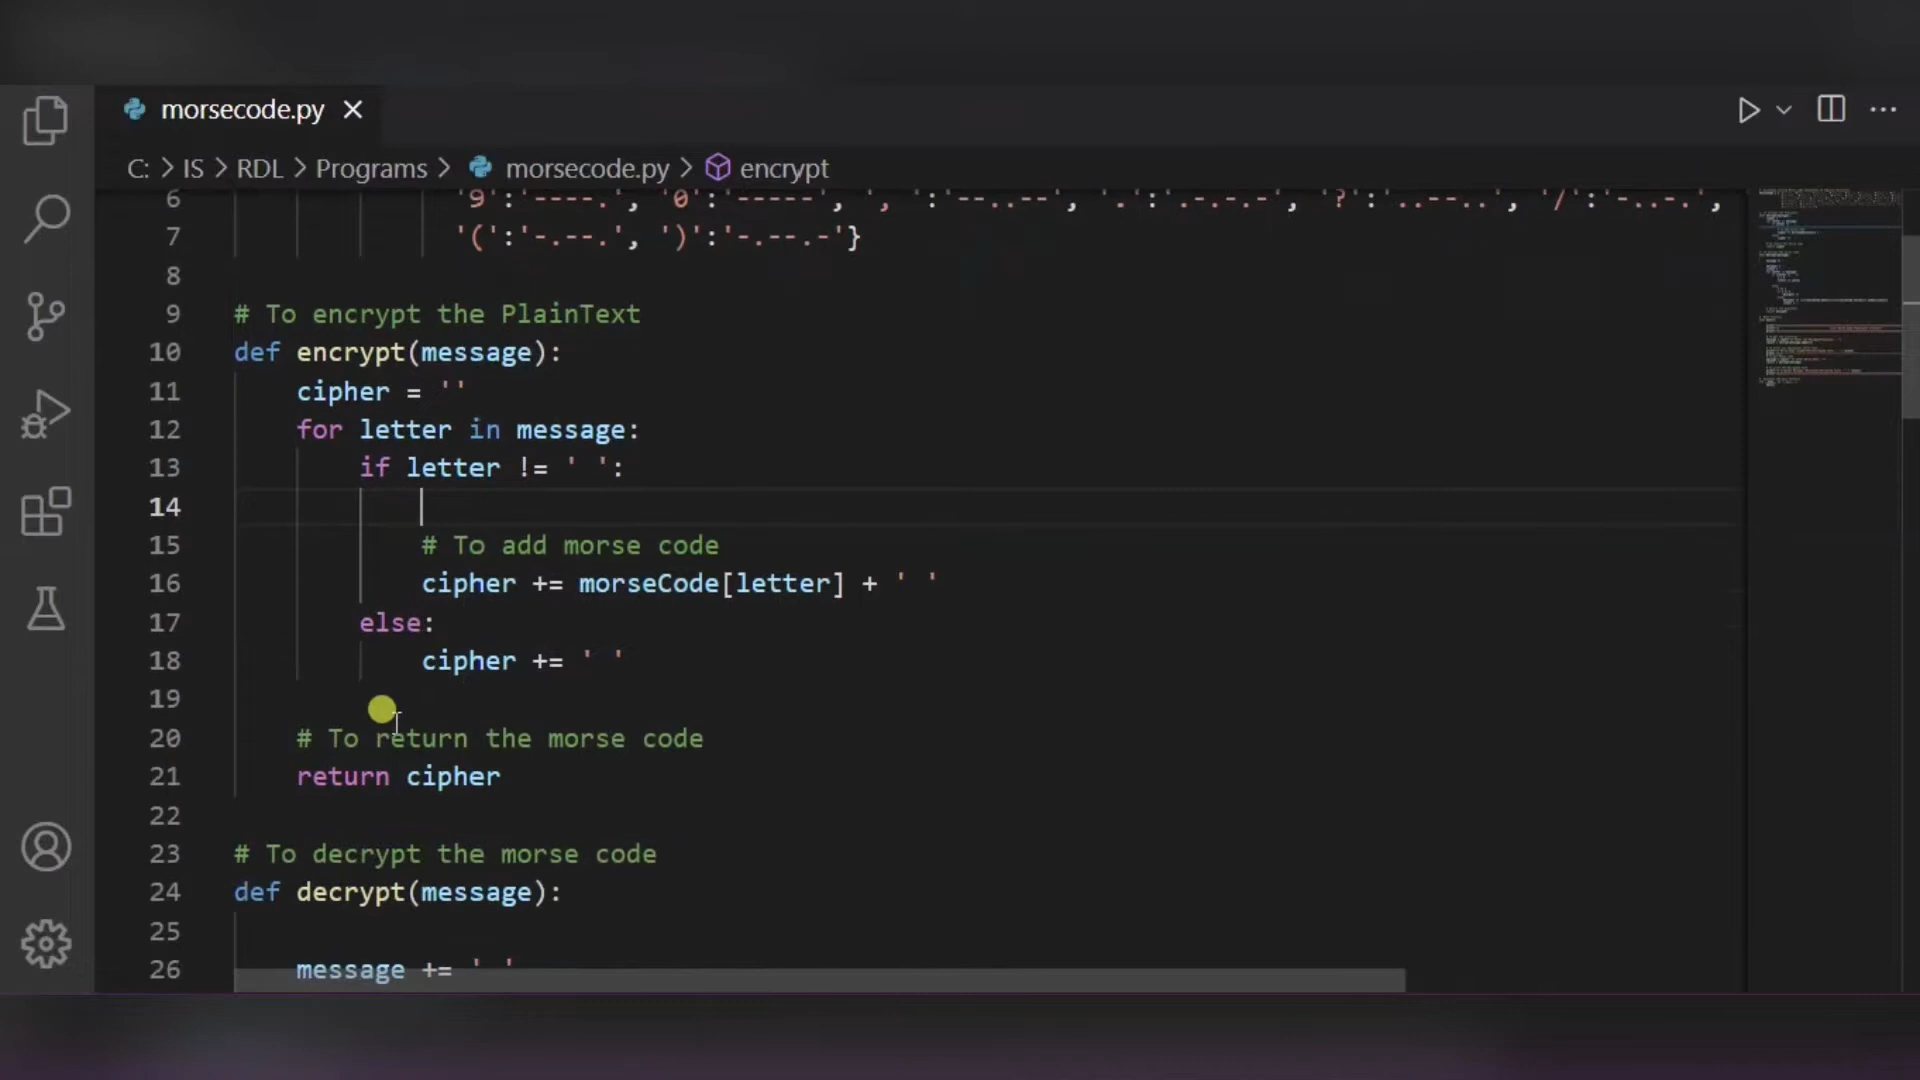 morsecode.py
C: > IS > RDL > Programs > morsecode.py > encrypt
6 '9':'----.', '0':'-----', ', ':'--..--', '.':'.-.-.-', '?':'..--..', '/':'-..-.',
7 '(':'-.--.', ')':'-.--.-'}
8
9 # To encrypt the PlainText
10 def encrypt(message):
11 cipher = ''
12 for letter in message:
13 if letter != ' ':
14
15 # To add morse code
16 cipher += morseCode[letter] + ' '
17 else:
18 cipher += ' '
19
20 # To return the morse code
21 return cipher
22
23 # To decrypt the morse code
24 def decrypt(message):
25
26 message += ' '